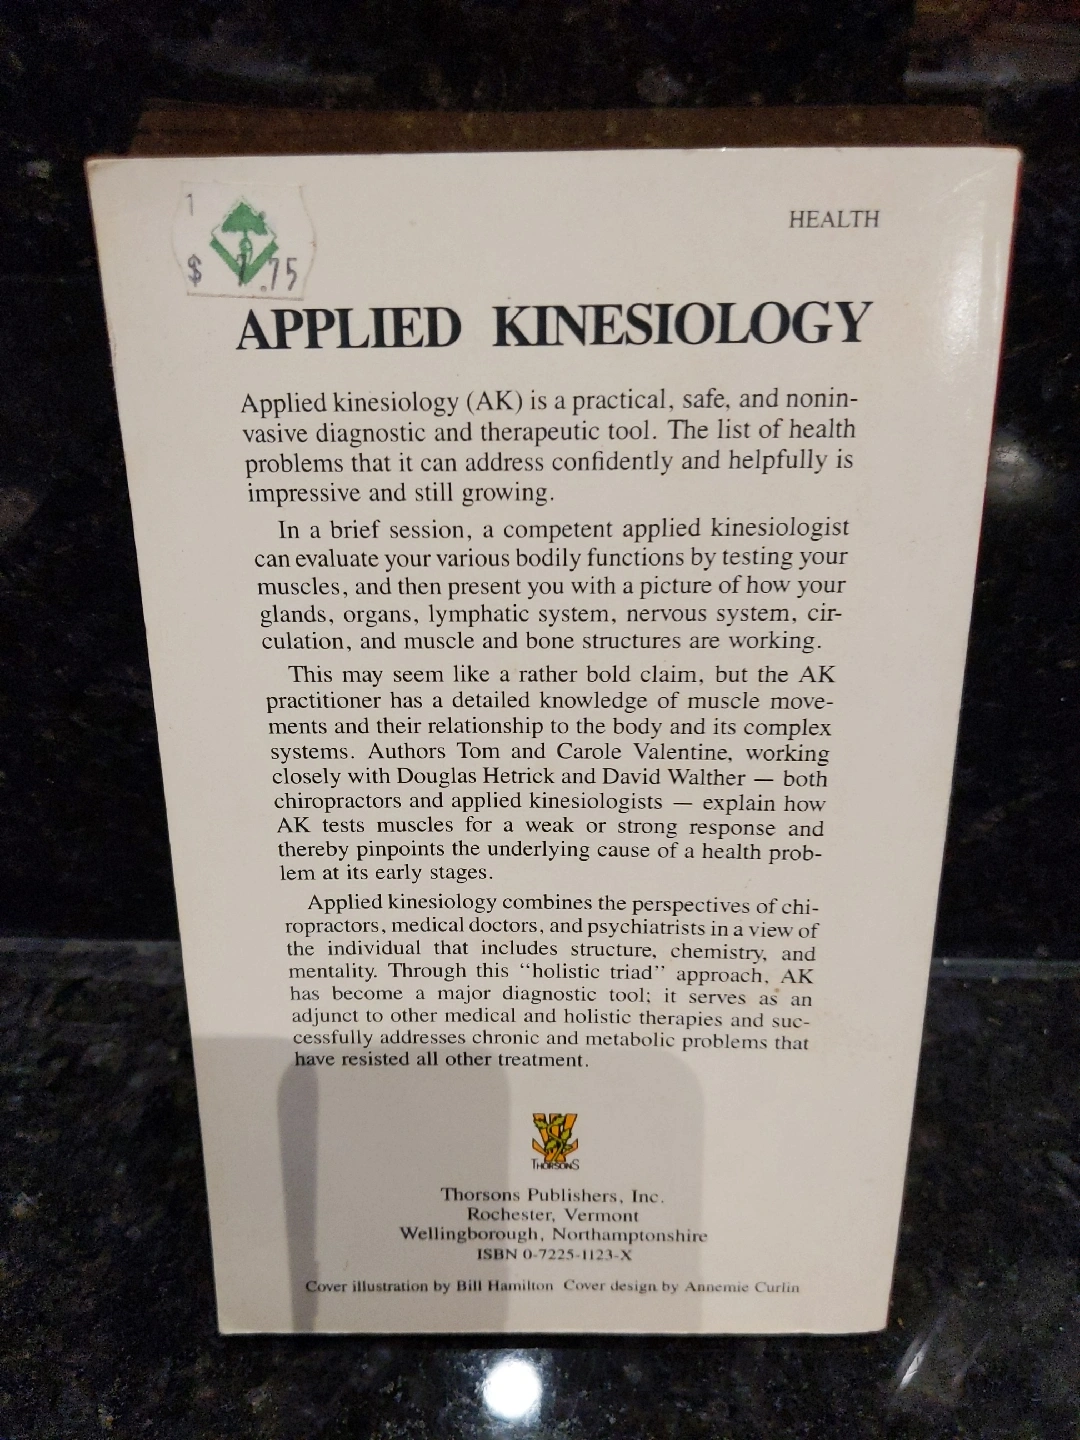 1
$ 7.75
HEALTH
APPLIED KINESIOLOGY
Applied kinesiology (AK) is a practical, safe, and nonin-
vasive diagnostic and therapeutic tool. The list of health
problems that it can address confidently and helpfully is
impressive and still growing.
In a brief session, a competent applied kinesiologist
can evaluate your various bodily functions by testing your
muscles, and then present you with a picture of how your
glands, organs, lymphatic system, nervous system, cir-
culation, and muscle and bone structures are working.
This may seem like a rather bold claim, but the AK
practitioner has a detailed knowledge of muscle move-
ments and their relationship to the body and its complex
systems. Authors Tom and Carole Valentine, working
closely with Douglas Hetrick and David Walther — both
chiropractors and applied kinesiologists — explain how
AK tests muscles for a weak or strong response and
thereby pinpoints the underlying cause of a health prob-
lem at its early stages.
Applied kinesiology combines the perspectives of chi-
ropractors, medical doctors, and psychiatrists in a view of
the individual that includes structure, chemistry, and
mentality. Through this “holistic triad” approach, AK
has become a major diagnostic tool; it serves as an
adjunct to other medical and holistic therapies and suc-
cessfully addresses chronic and metabolic problems that
have resisted all other treatment.
THORSONS
Thorsons Publishers, Inc.
Rochester, Vermont
Wellingborough, Northamptonshire
ISBN 0-7225-1123-X
Cover illustration by Bill Hamilton Cover design by Annemie Curlin